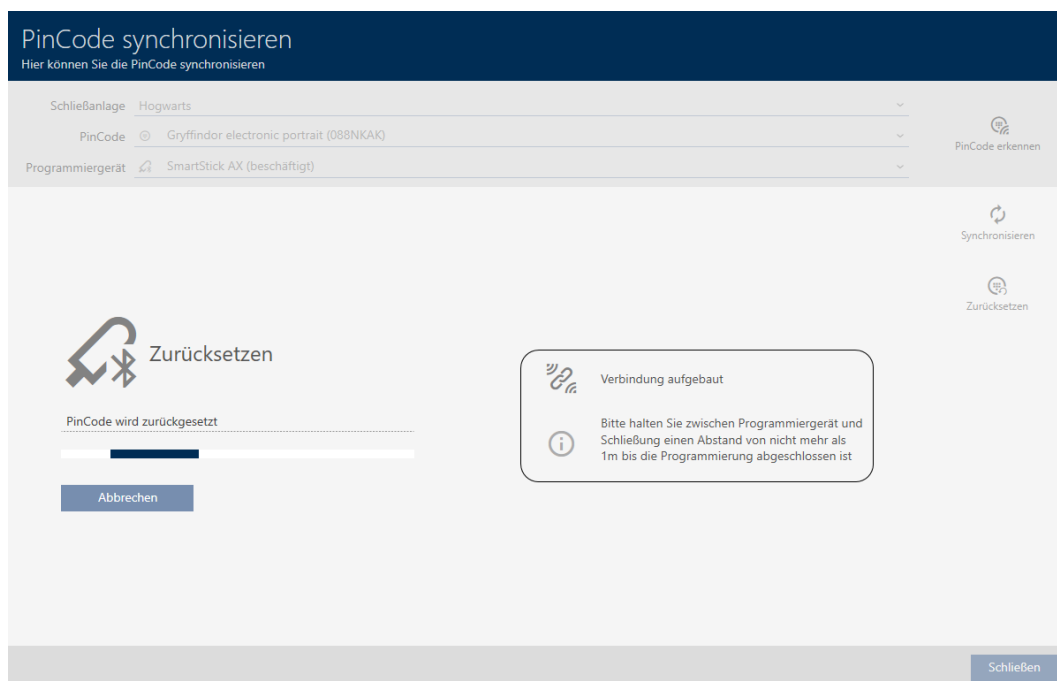 PinCode synchronisieren
Hier können Sie die PinCode synchronisieren
Schließanlage Hogwarts
PinCode Gryffindor electronic portrait (088NKAK)
PinCode erkennen
Programmiergerät SmartStick AX (beschäftigt)
Synchronisieren
Zurücksetzen
Zurücksetzen
PinCode wird zurückgesetzt
Abbrechen
Verbindung aufgebaut
Bitte halten Sie zwischen Programmiergerät und
Schließung einen Abstand von nicht mehr als
1m bis die Programmierung abgeschlossen ist
Schließen